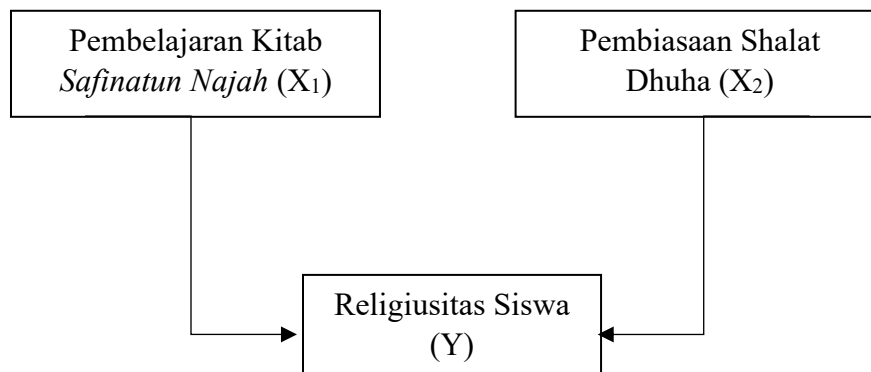 Pembelajaran Kitab
Safinatun Najah (X₁)
Pembiasaan Shalat
Dhuha (X₂)
Religiusitas Siswa
(Y)